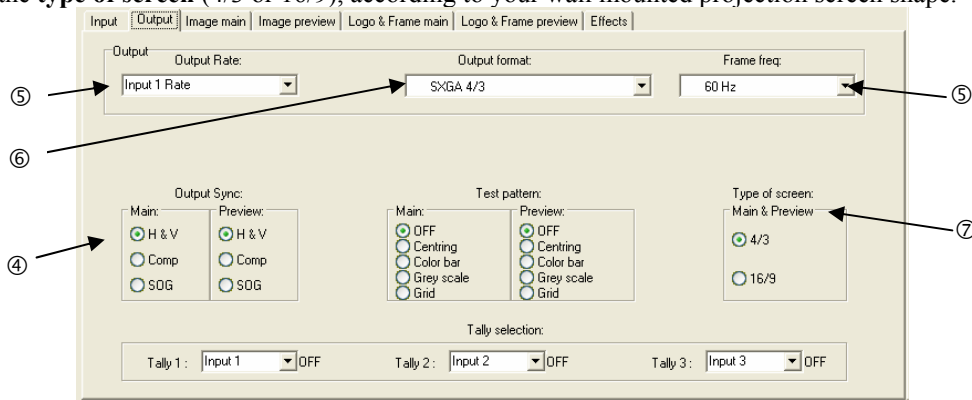 the type of screen (4/3 or 16/9), according to your wall mounted projection screen shape.
Input Output Image main Image preview Logo & Frame main Logo & Frame preview Effects
Output
Output Rate: Output format: Frame freq:
⑤ Input 1 Rate SXGA 4/3 60 Hz ⑤
⑥
Output Sync: Test pattern: Type of screen:
Main: Preview: Main: Preview: Main & Preview
H & V H & V OFF OFF 4/3 ⑦
Centring Centring
④ Comp Comp Color bar Color bar
SOG SOG Grey scale Grey scale 16/9
Grid Grid
Tally selection:
Tally 1 : Input 1 OFF Tally 2 : Input 2 OFF Tally 3 : Input 3 OFF